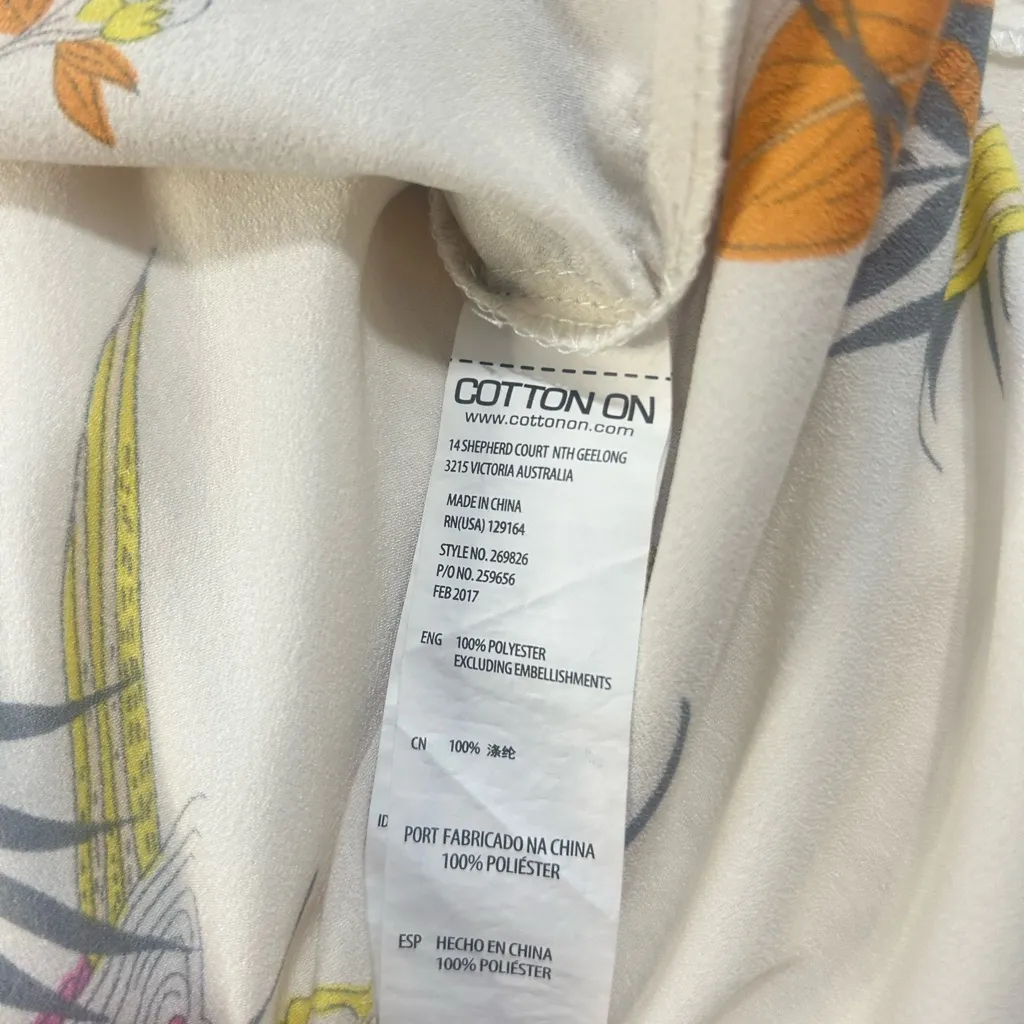 COTTON ON
www.cottonon.com
14 SHEPHERD COURT NTH GEELONG
3215 VICTORIA AUSTRALIA
MADE IN CHINA
RN(USA) 129164
STYLE NO. 269826
P/O NO. 259656
FEB 2017
ENG 100% POLYESTER
EXCLUDING EMBELLISHMENTS
CN 100% 涤纶
ID
PORT FABRICADO NA CHINA
100% POLIÉSTER
ESP HECHO EN CHINA
100% POLIÉSTER